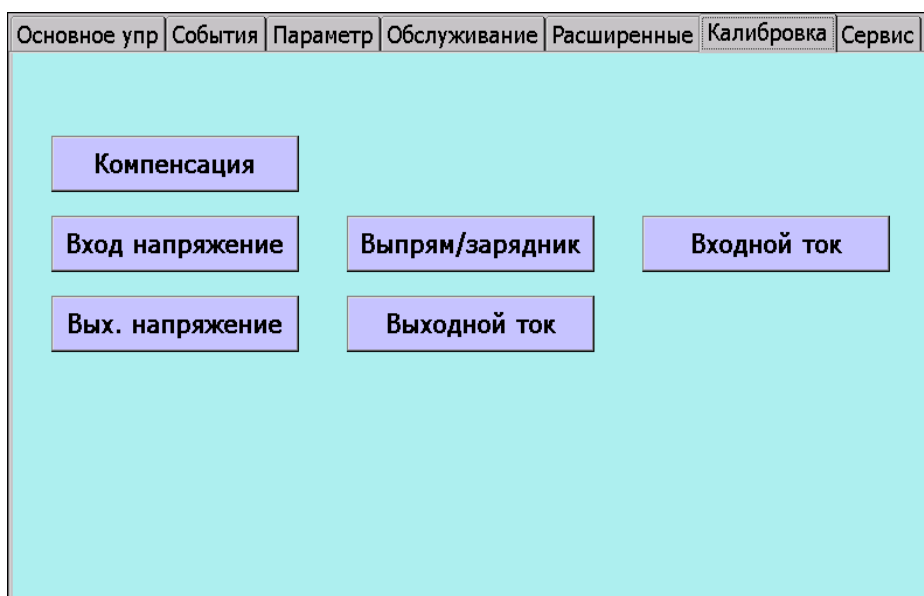 Основное упр События Параметр Обслуживание Расширенные Калибровка Сервис
Компенсация
Вход напряжение Выпрям/зарядник Входной ток
Вых. напряжение Выходной ток